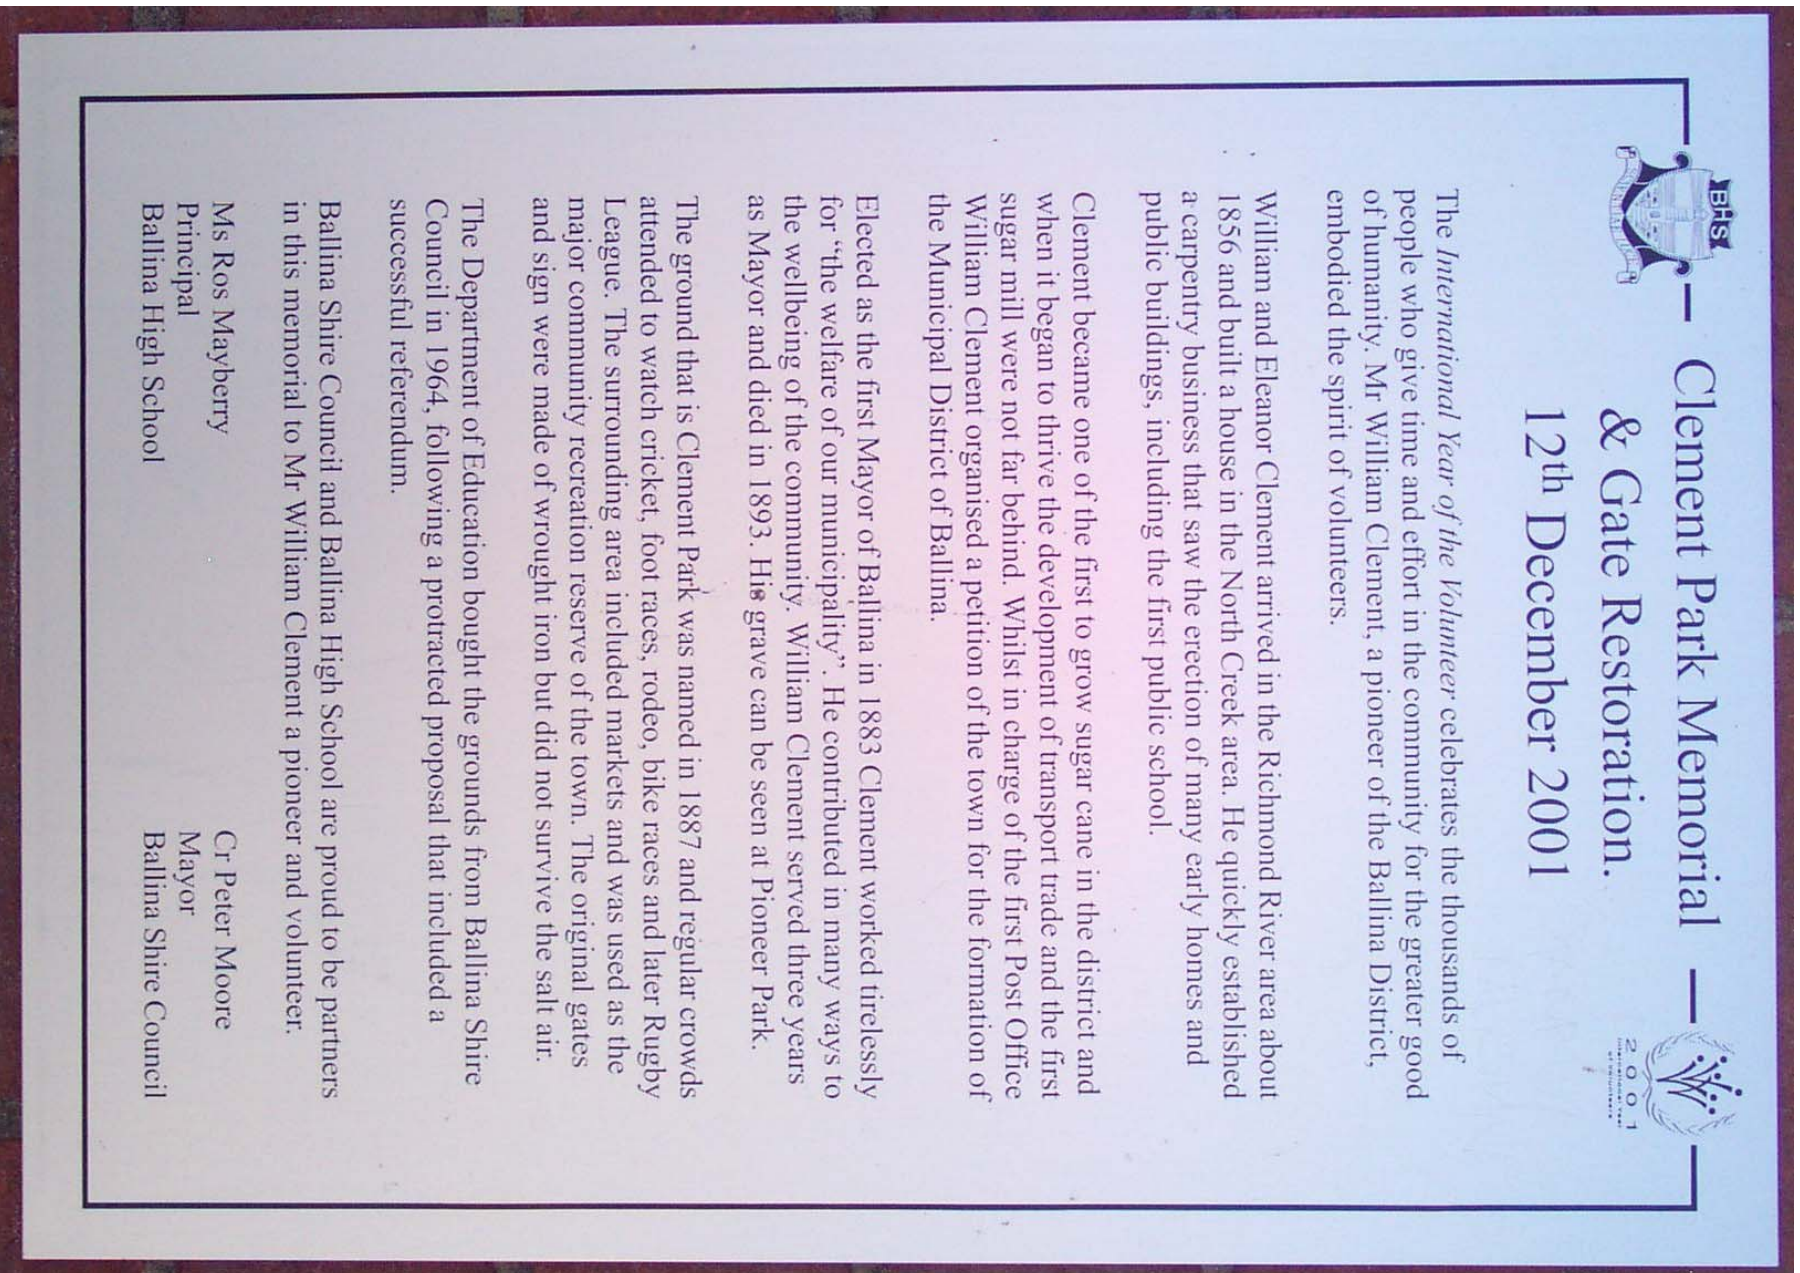 BHS
Clement Park Memorial
& Gate Restoration.
12th December 2001
2001
International Year
of Volunteers
The International Year of the Volunteer celebrates the thousands of
people who give time and effort in the community for the greater good
of humanity. Mr William Clement, a pioneer of the Ballina District,
embodied the spirit of volunteers.
William and Eleanor Clement arrived in the Richmond River area about
1856 and built a house in the North Creek area. He quickly established
a carpentry business that saw the erection of many early homes and
public buildings, including the first public school.
Clement became one of the first to grow sugar cane in the district and
when it began to thrive the development of transport trade and the first
sugar mill were not far behind. Whilst in charge of the first Post Office
William Clement organised a petition of the town for the formation of
the Municipal District of Ballina.
Elected as the first Mayor of Ballina in 1883 Clement worked tirelessly
for "the welfare of our municipality". He contributed in many ways to
the wellbeing of the community. William Clement served three years
as Mayor and died in 1893. His grave can be seen at Pioneer Park.
The ground that is Clement Park was named in 1887 and regular crowds
attended to watch cricket, foot races, rodeo, bike races and later Rugby
League. The surrounding area included markets and was used as the
major community recreation reserve of the town. The original gates
and sign were made of wrought iron but did not survive the salt air.
The Department of Education bought the grounds from Ballina Shire
Council in 1964, following a protracted proposal that included a
successful referendum.
Ballina Shire Council and Ballina High School are proud to be partners
in this memorial to Mr William Clement a pioneer and volunteer.
Ms Ros Mayberry
Principal
Ballina High School
Cr Peter Moore
Mayor
Ballina Shire Council